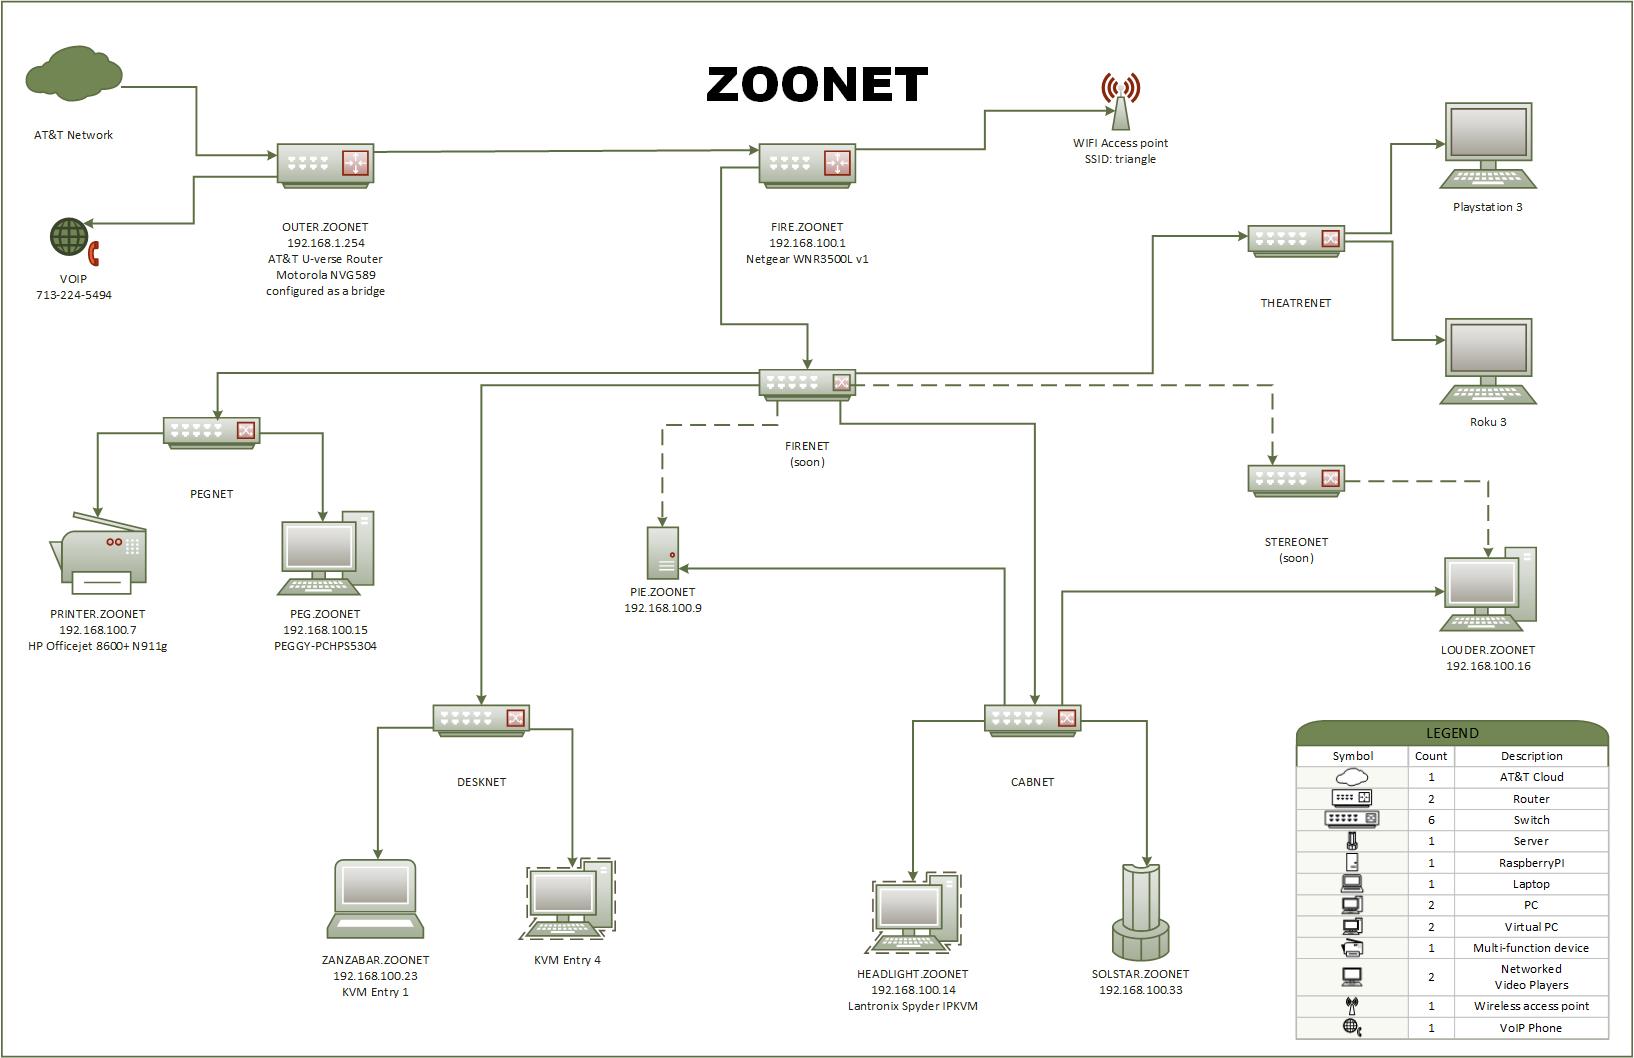 ZOONET
AT&T Network
WIFI Access point
SSID: triangle
Playstation 3
OUTER.ZOONET
192.168.1.254
AT&T U-verse Router
Motorola NVG589
configured as a bridge
FIRE.ZOONET
192.168.100.1
Netgear WNR3500L v1
VOIP
713-224-5494
THEATRENET
Roku 3
FIRENET
(soon)
PEGNET
STEREONET
(soon)
PRINTER.ZOONET
192.168.100.7
HP Officejet 8600+ N911g
PEG.ZOONET
192.168.100.15
PEGGY-PCHPS5304
PIE.ZOONET
192.168.100.9
LOUDER.ZOONET
192.168.100.16
DESKNET
CABNET
ZANZABAR.ZOONET
192.168.100.23
KVM Entry 1
KVM Entry 4
HEADLIGHT.ZOONET
192.168.100.14
Lantronix Spyder IPKVM
SOLSTAR.ZOONET
192.168.100.33
LEGEND
Symbol Count Description
1 AT&T Cloud
2 Router
6 Switch
1 Server
1 RaspberryPI
1 Laptop
2 PC
2 Virtual PC
1 Multi-function device
2 Networked
Video Players
1 Wireless access point
1 VoIP Phone